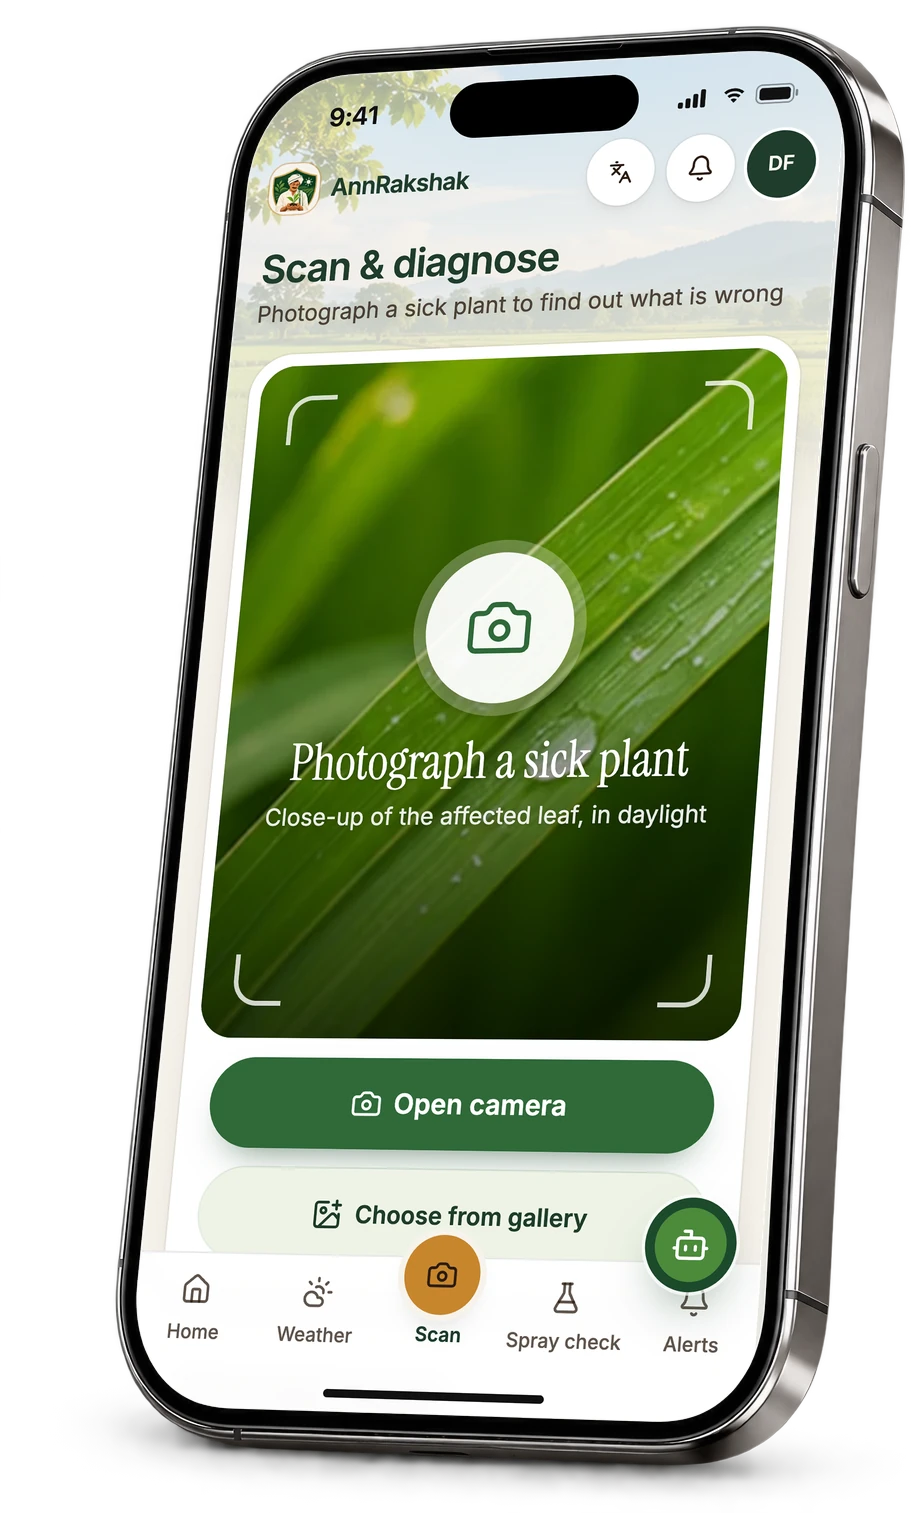 9:41
AnnRakshak
DF
Scan & diagnose
Photograph a sick plant to find out what is wrong
Photograph a sick plant
Close-up of the affected leaf, in daylight
Open camera
Choose from gallery
Home
Weather
Scan
Spray check
Alerts